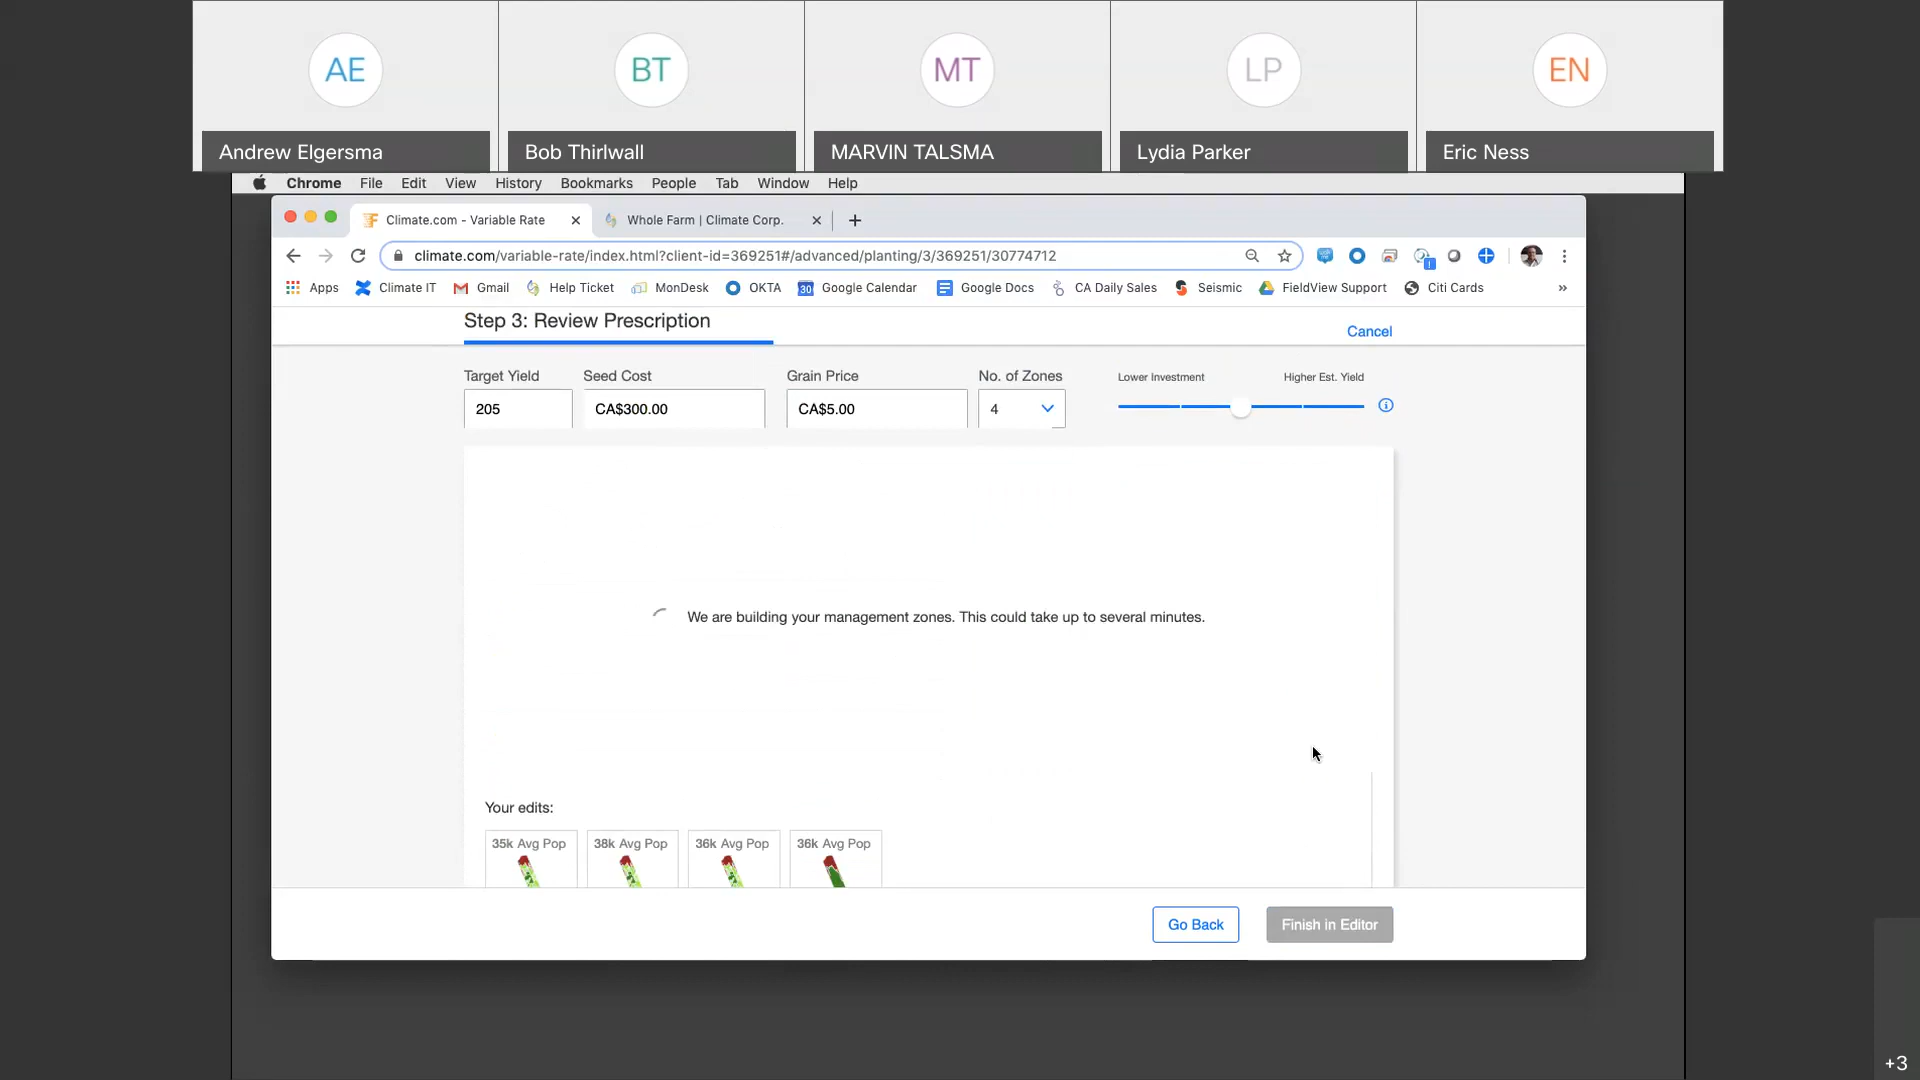 AE BT MT LP EN
Andrew Elgersma Bob Thirlwall MARVIN TALSMA Lydia Parker Eric Ness
Chrome File Edit View History Bookmarks People Tab Window Help
Climate.com - Variable Rate Whole Farm | Climate Corp.
climate.com/variable-rate/index.html?client-id=369251#/advanced/planting/3/369251/30774712
Apps Climate IT Gmail Help Ticket MonDesk OKTA 30 Google Calendar Google Docs CA Daily Sales Seismic FieldView Support Citi Cards »
Step 3: Review Prescription
Cancel
Target Yield Seed Cost Grain Price No. of Zones Lower Investment Higher Est. Yield
205 CA$300.00 CA$5.00 4
We are building your management zones. This could take up to several minutes.
Your edits:
35k Avg Pop 38k Avg Pop 36k Avg Pop 36k Avg Pop
Go Back Finish in Editor
+3